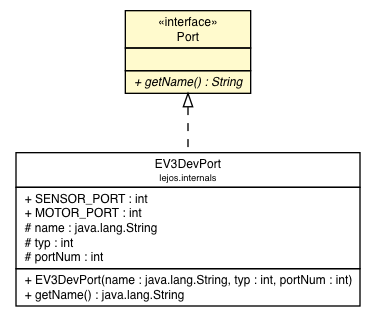 «interface»
Port
+ getName() : String
EV3DevPort
lejos.internals
+ SENSOR_PORT : int
+ MOTOR_PORT : int
# name : java.lang.String
# typ : int
# portNum : int
+ EV3DevPort(name : java.lang.String, typ : int, portNum : int)
+ getName() : java.lang.String